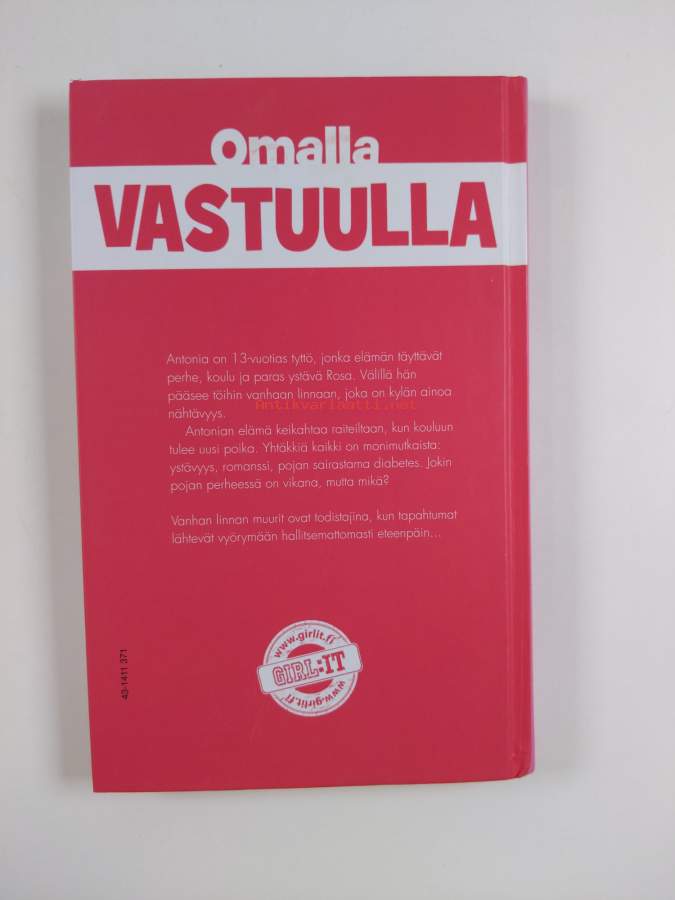 Omalla
VASTUULLA
Antonia on 13-vuotias tyttö, jonka elämän täyttävät
perhe, koulu ja paras ystävä Rosa. Välillä hän
pääsee töihin vanhaan linnaan, joka on kylän ainoa
nähtävyys.
Antikvariaatti.net
Antonian elämä keikahtaa raiteiltaan, kun kouluun
tulee uusi poika. Yhtäkkiä kaikki on monimutkaista:
ystävyys, romanssi, pojan sairastama diabetes. Jokin
pojan perheessä on vikana, mutta mikä?
Vanhan linnan muurit ovat todistajina, kun tapahtumat
lähtevät vyörymään hallitsemattomasti eteenpäin...
www.girlit.fi
GIRL:IT
www.girlit.fi
43-1411 371